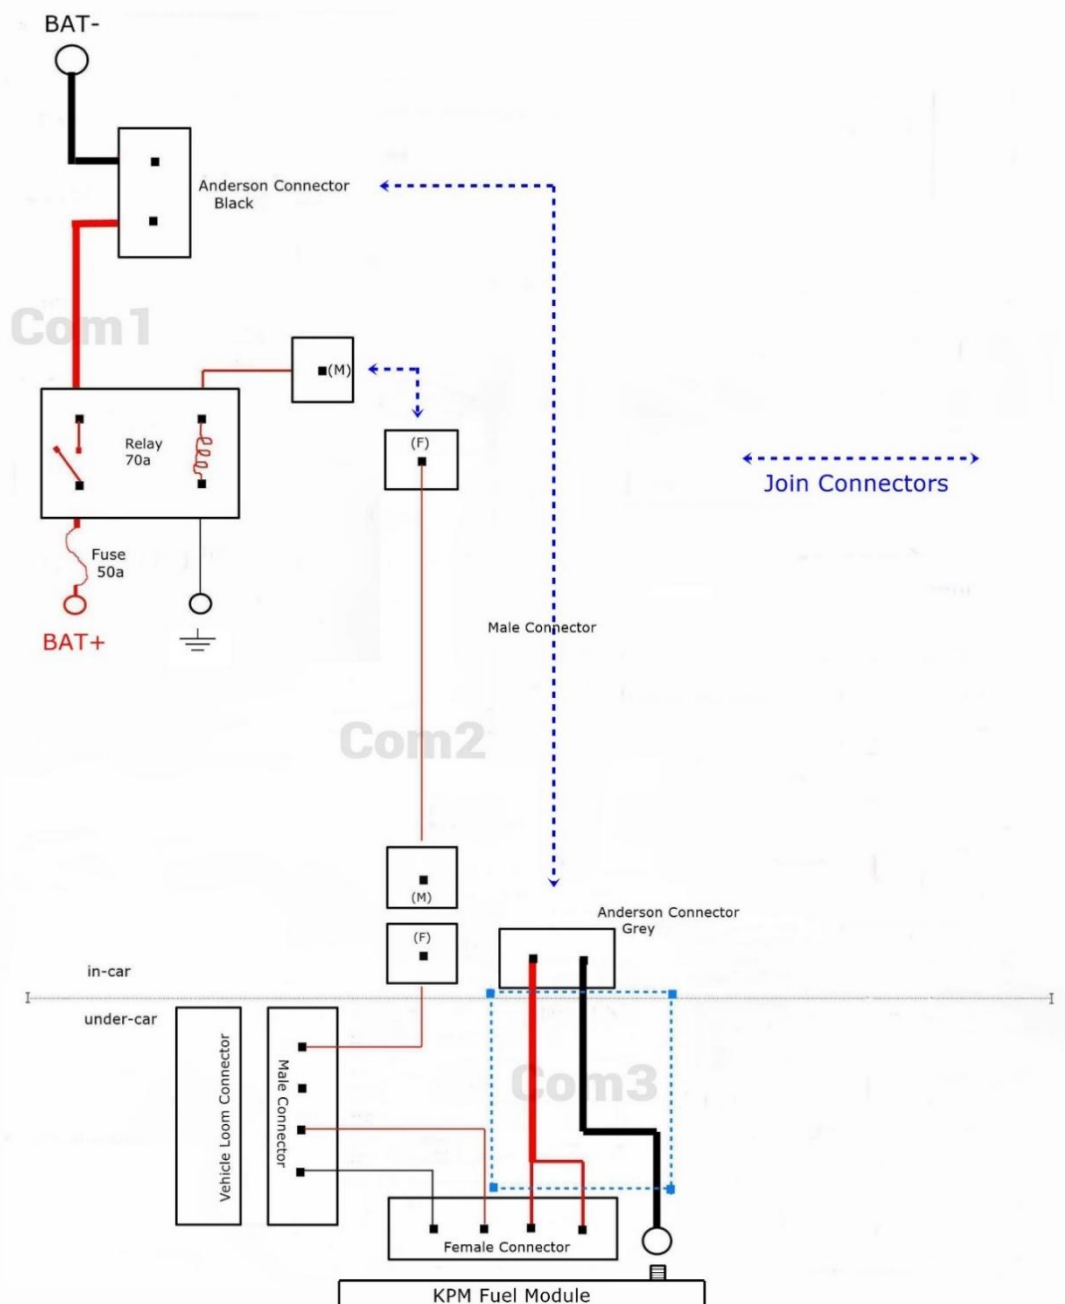 BAT-
Anderson Connector
Black
Com1
(M)
(F)
Relay
70a
Join Connectors
Fuse
50a
BAT+
Male Connector
Com2
(M)
(F)
Anderson Connector
Grey
in-car
under-car
Vehicle Loom Connector
Male Connector
Com3
Female Connector
KPM Fuel Module